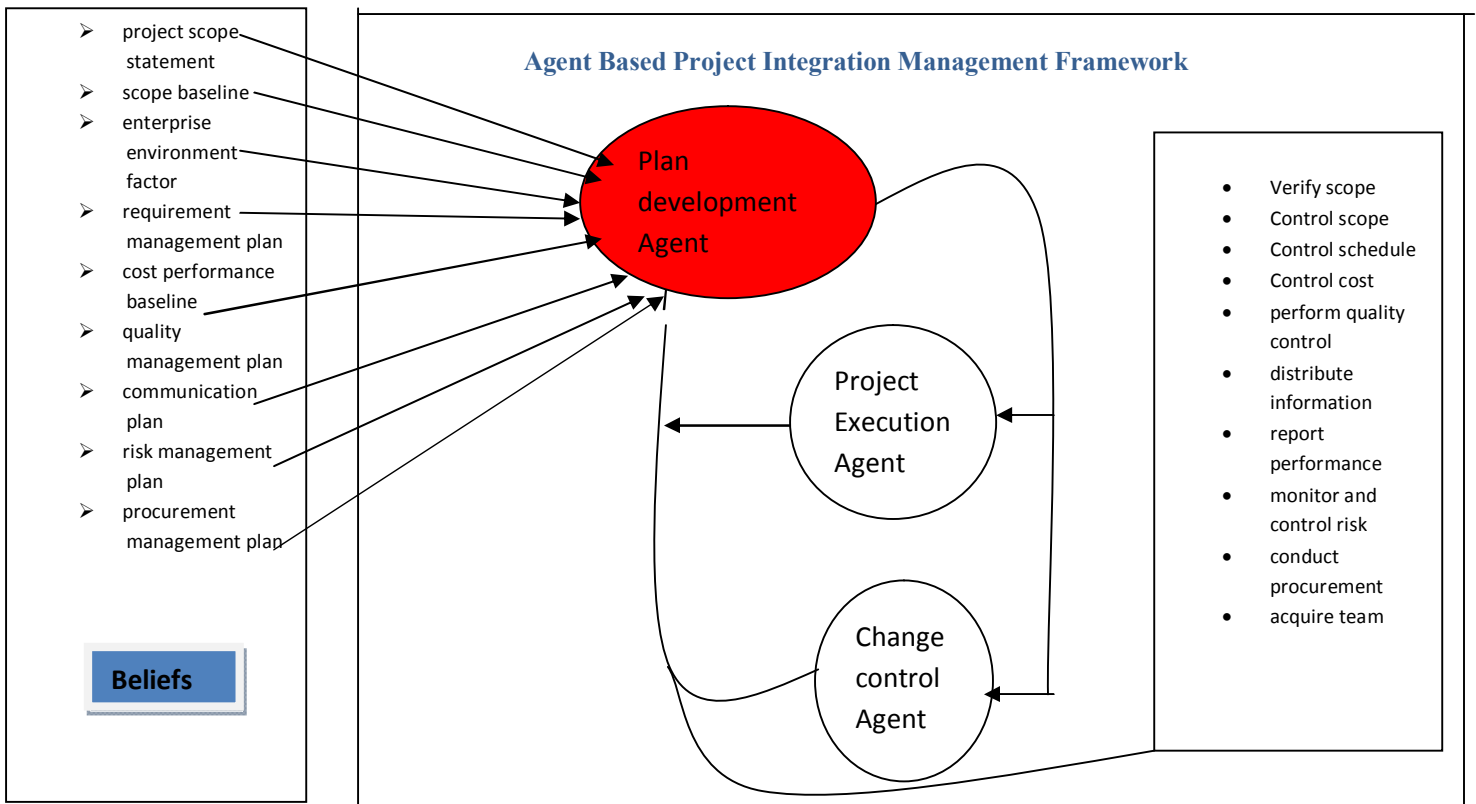 project scope
statement
scope baseline
enterprise
environment
factor
requirement
management plan
cost performance
baseline
quality
management plan
communication
plan
risk management
plan
procurement
management plan
Beliefs
Agent Based Project Integration Management Framework
Plan
development
Agent
Project
Execution
Agent
Change
control
Agent
Verify scope
Control scope
Control schedule
Control cost
perform quality
control
distribute
information
report
performance
monitor and
control risk
conduct
procurement
acquire team